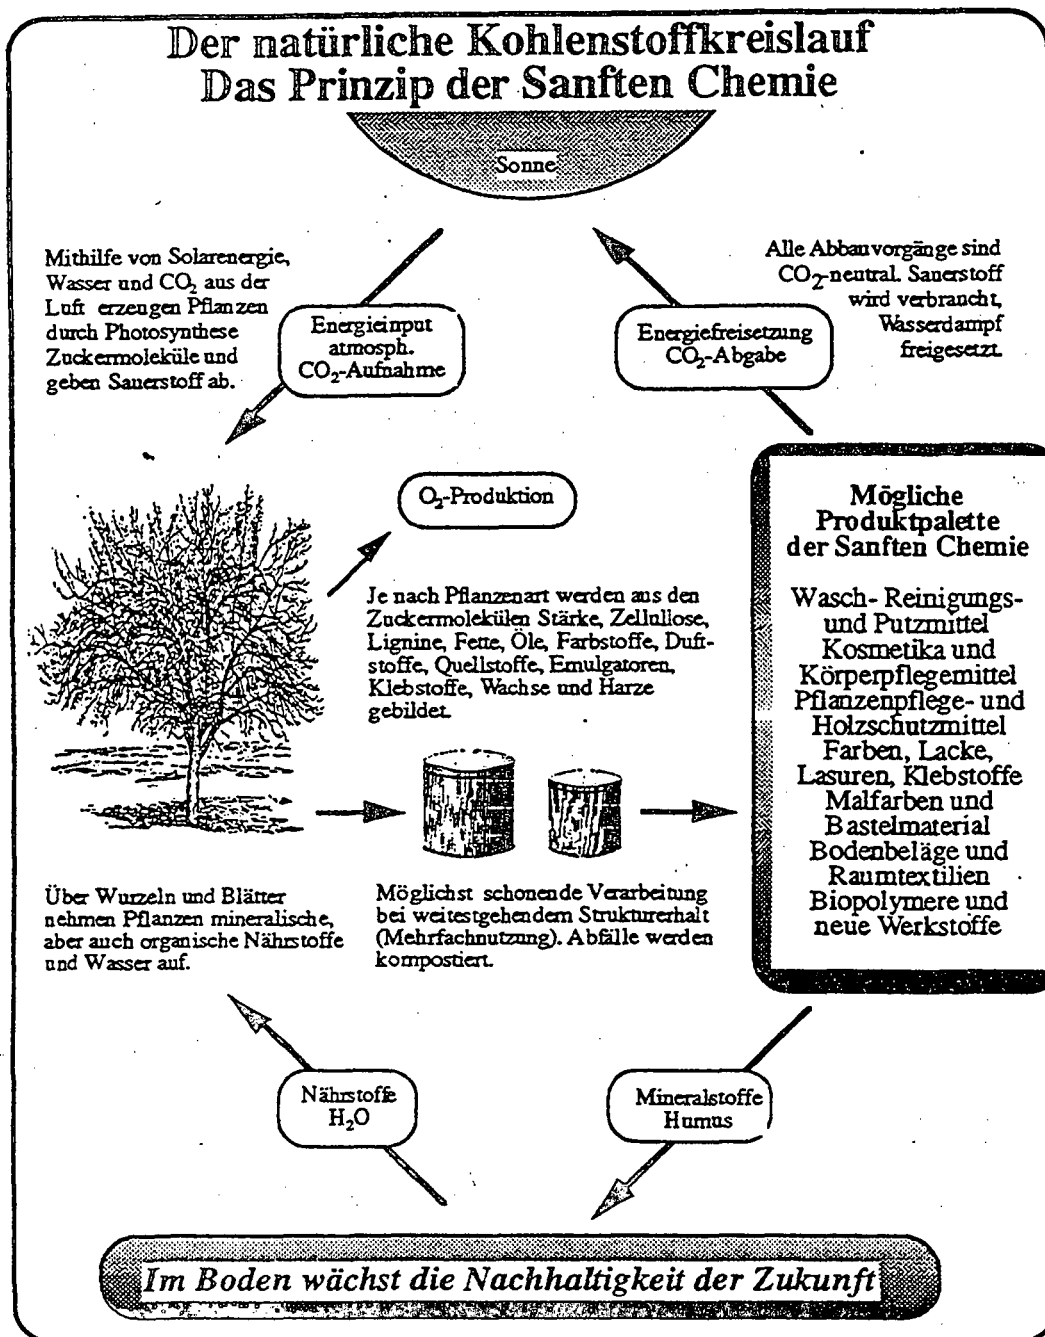 Der natürliche Kohlenstoffkreislauf
Das Prinzip der Sanften Chemie
Sonne
Mithilfe von Solarenergie,
Wasser und CO₂ aus der
Luft erzeugen Pflanzen
durch Photosynthese
Zuckermoleküle und
geben Sauerstoff ab.
Energieinput
atmosph.
CO₂-Aufnahme
Energiefreisetzung
CO₂-Abgabe
Alle Abbauvorgänge sind
CO₂-neutral. Sauerstoff
wird verbraucht,
Wasserdampf
freigesetzt.
O₂-Produktion
Je nach Pflanzenart werden aus den
Zuckermolekülen Stärke, Zellulose,
Lignine, Fette, Öle, Farbstoffe, Duft-
stoffe, Quellstoffe, Emulgatoren,
Klebstoffe, Wachse und Harze
gebildet.
Mögliche
Produktpalette
der Sanften Chemie
Wasch- Reinigungs-
und Putzmittel
Kosmetika und
Körperpflegemittel
Pflanzenpflege- und
Holzschutzmittel
Farben, Lacke,
Lasuren, Klebstoffe
Malfarben und
Bastelmaterial
Bodenbeläge und
Raumtextilien
Biopolymere und
neue Werkstoffe
Über Wurzeln und Blätter
nehmen Pflanzen mineralische,
aber auch organische Nährstoffe
und Wasser auf.
Möglichst schonende Verarbeitung
bei weitestgehendem Strukturerhalt
(Mehrfachnutzung). Abfälle werden
kompostiert.
Nährstoffe
H₂O
Mineralstoffe
Humus
Im Boden wächst die Nachhaltigkeit der Zukunft